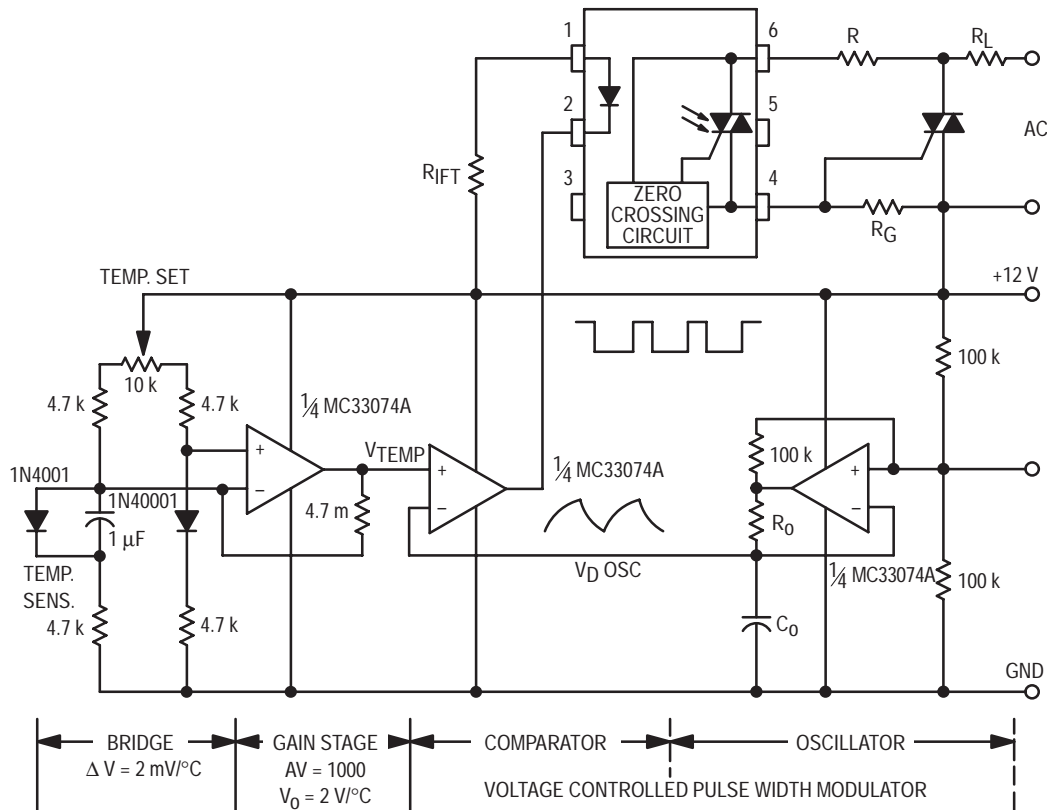 1
6
R
RL
2
5
AC
RIFT
3
4
ZERO
CROSSING
CIRCUIT
RG
TEMP. SET
+12 V
10 k
100 k
4.7 k
4.7 k
1/4 MC33074A
VTEMP
1/4 MC33074A
100 k
+
+
+
1N4001
1N40001
–
–
–
4.7 m
RO
1 μF
VD OSC
1/4 MC33074A
100 k
TEMP.
SENS.
4.7 k
4.7 k
CO
GND
BRIDGE
Δ V = 2 mV/°C
GAIN STAGE
AV = 1000
VO = 2 V/°C
COMPARATOR
OSCILLATOR
VOLTAGE CONTROLLED PULSE WIDTH MODULATOR